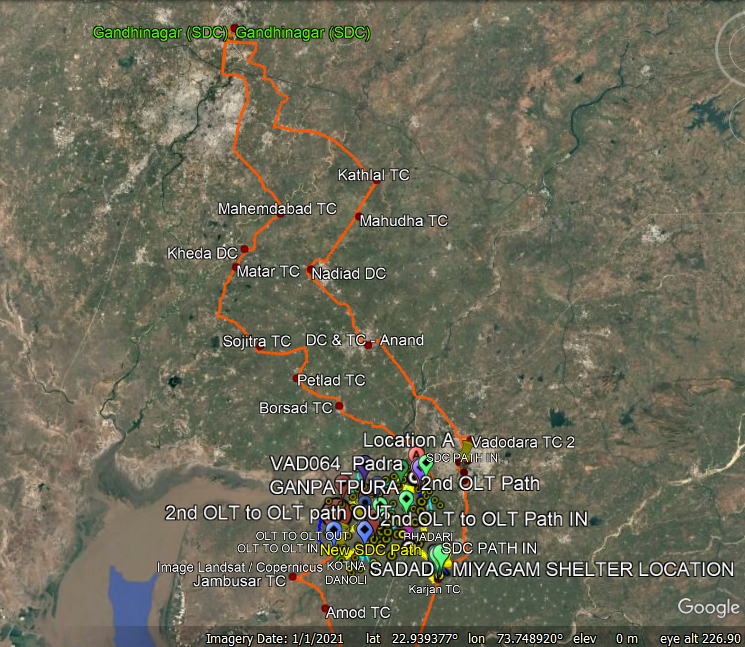 Gandhinagar (SDC) Gandhinagar (SDC)
Kathlal TC
Mahemdabad TC
Mahudha TC
Kheda DC
Matar TC
Nadiad DC
Sojitra TC
DC & TC - Anand
Petlad TC
Borsad TC
Location A
Vadodara TC 2
SDC PATH IN
VAD064_Padra
2nd OLT Path
GANPATPURA
2nd OLT to OLT path OUT
2nd OLT to OLT Path IN
OLT TO OLT OUT
BHADARI
OLT TO OLT IN
New SDC Path
SDC PATH IN
Image Landsat / Copernicus
KOTNA
SADAD
MIYAGAM SHELTER LOCATION
Jambusar TC
DANOLI
Karjan TC
Amod TC
Google
Imagery Date: 1/1/2021 lat 22.939377° lon 73.748920° elev 0 m eye alt 226.90